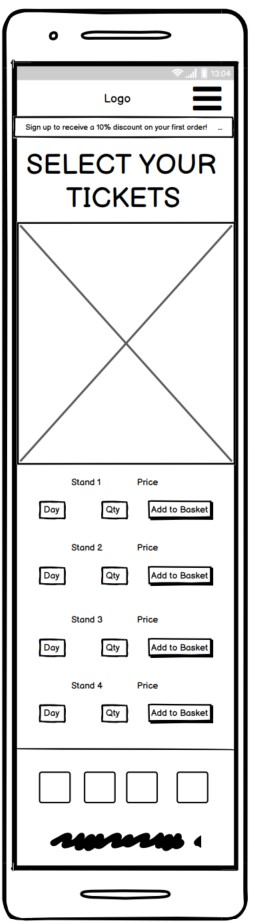 13:04
Logo
Sign up to receive a 10% discount on your first order! ...
SELECT YOUR
TICKETS
Stand 1 Price
Day Qty Add to Basket
Stand 2 Price
Day Qty Add to Basket
Stand 3 Price
Day Qty Add to Basket
Stand 4 Price
Day Qty Add to Basket